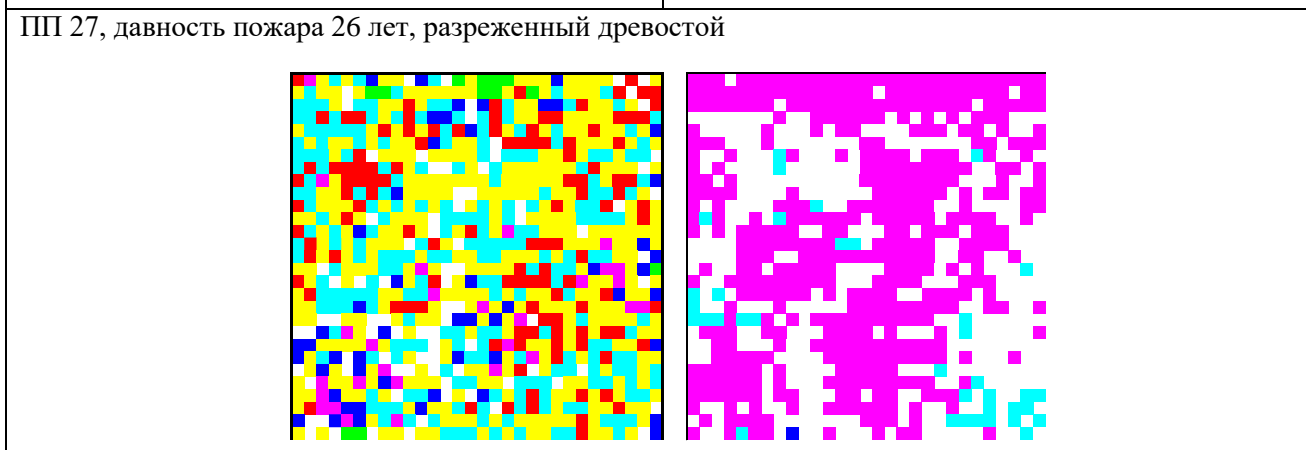 ПП 27, давность пожара 26 лет, разреженный древостой